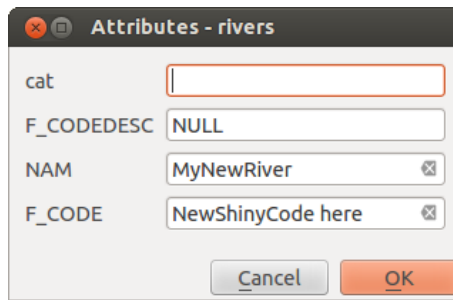 Attributes - rivers
cat
F_CODEDESC NULL
NAM MyNewRiver
F_CODE NewShinyCode here
Cancel OK